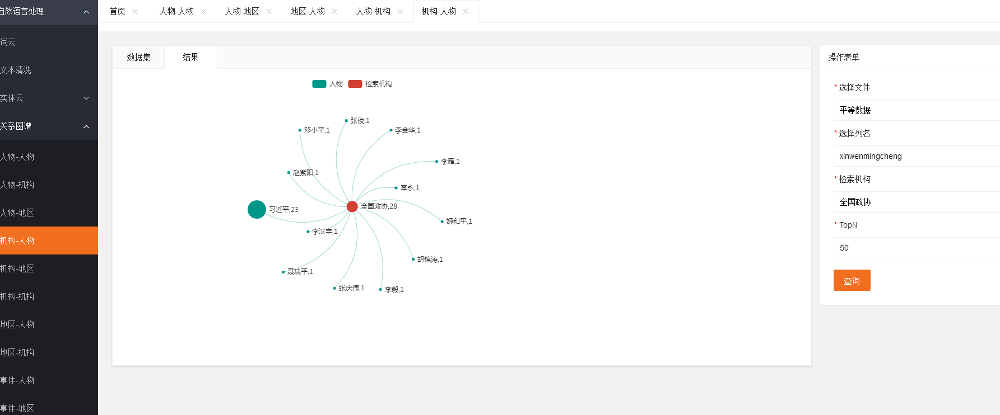 自然语言处理
词云
文本清洗
实体云
关系图谱
人物-人物
人物-机构
人物-地区
机构-人物
机构-地区
机构-机构
地区-人物
地区-机构
事件-人物
事件-地区
首页 人物-人物 人物-地区 地区-人物 人物-机构 机构-人物
数据集 结果
人物 检索机构
张俊,1
邓小平,1
李金华,1
李雁,1
赵紫阳,1
李永,1
全国政协,28
习近平,23
姬和平,1
李汉宇,1
胡锦涛,1
聂瑞平,1
张庆伟,1
李毅,1
操作表单
* 选择文件
平等数据
* 选择列名
xinwenmingcheng
* 检索机构
全国政协
* TopN
50
查询